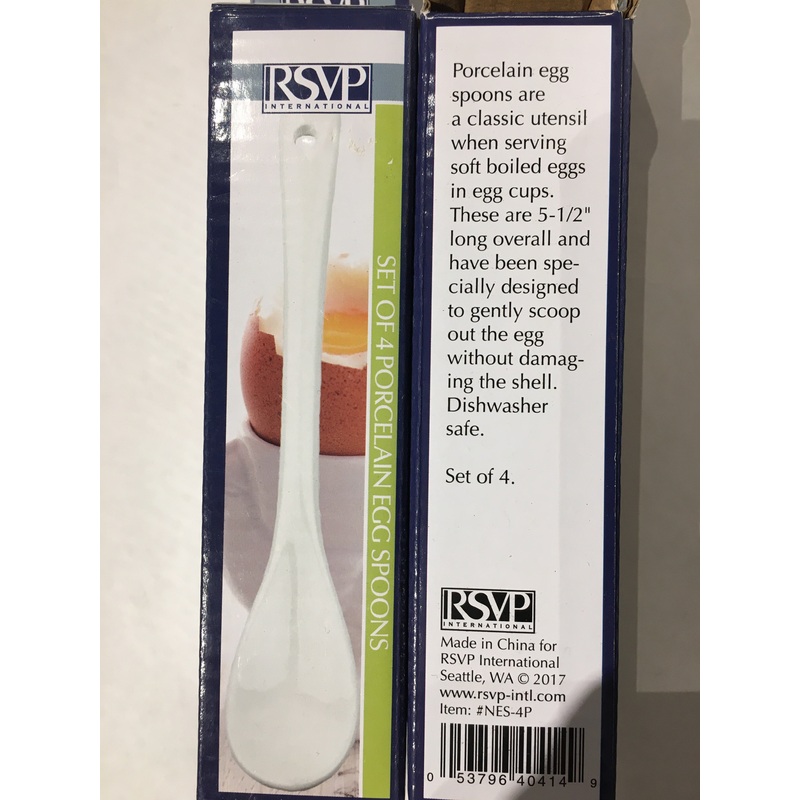 RSVP
INTERNATIONAL
SET OF 4 PORCELAIN EGG SPOONS
Porcelain egg
spoons are
a classic utensil
when serving
soft boiled eggs
in egg cups.
These are 5-1/2"
long overall and
have been spe-
cially designed
to gently scoop
out the egg
without damag-
ing the shell.
Dishwasher
safe.
Set of 4.
RSVP
INTERNATIONAL
Made in China for
RSVP International
Seattle, WA © 2017
www.rsvp-intl.com
Item: #NES-4P
0 53796 40414 9